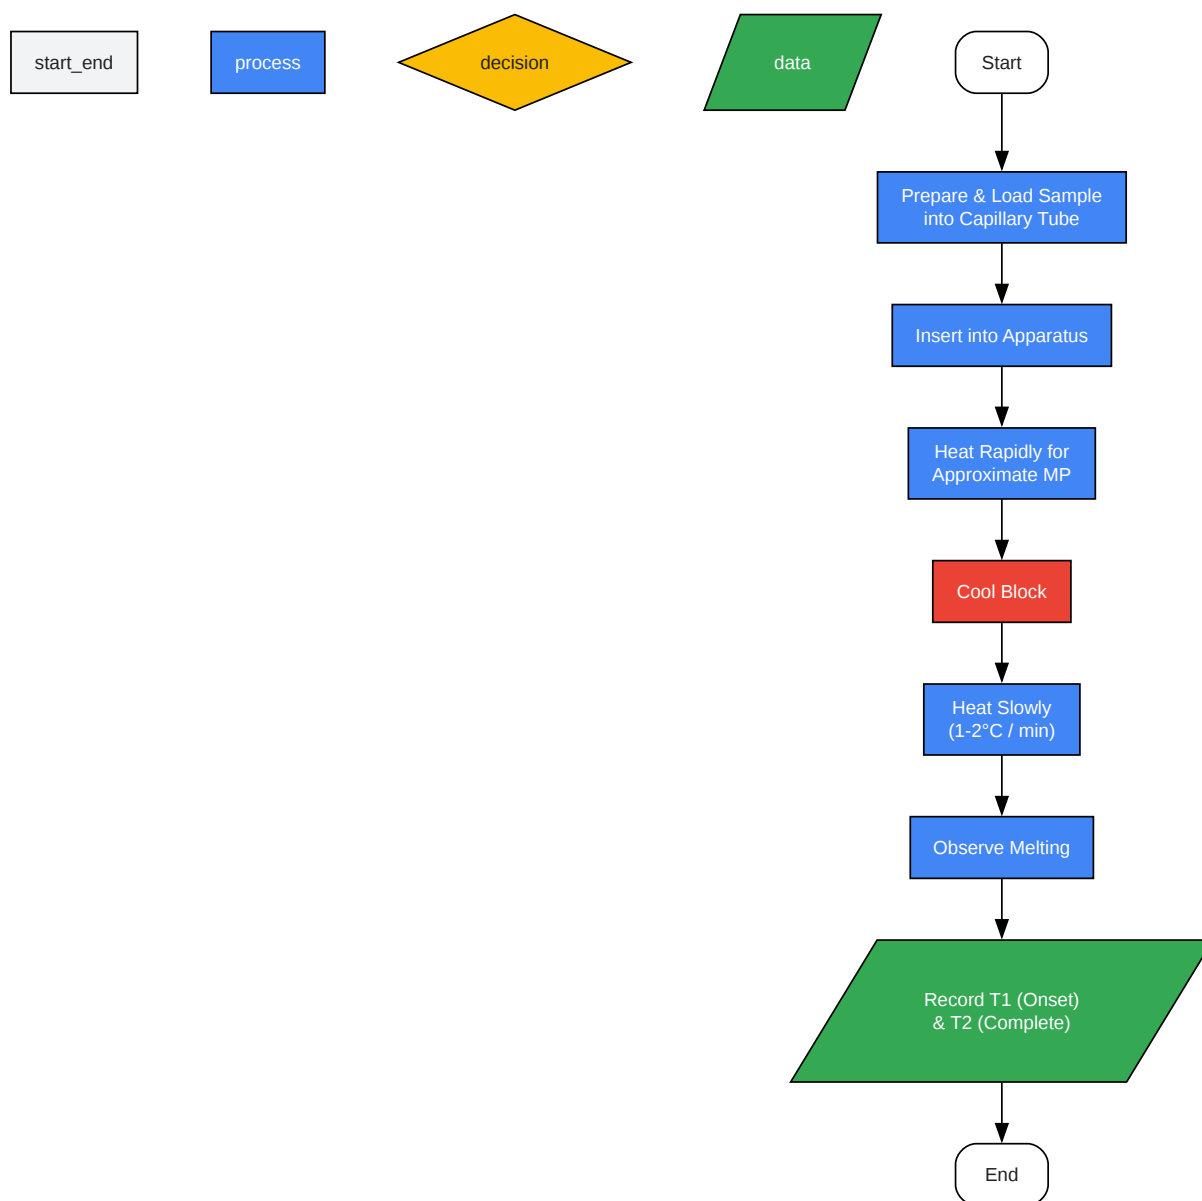 start_end
process
decision
data
Start
Prepare & Load Sample
into Capillary Tube
Insert into Apparatus
Heat Rapidly for
Approximate MP
Cool Block
Heat Slowly
(1-2°C / min)
Observe Melting
Record T1 (Onset)
& T2 (Complete)
End